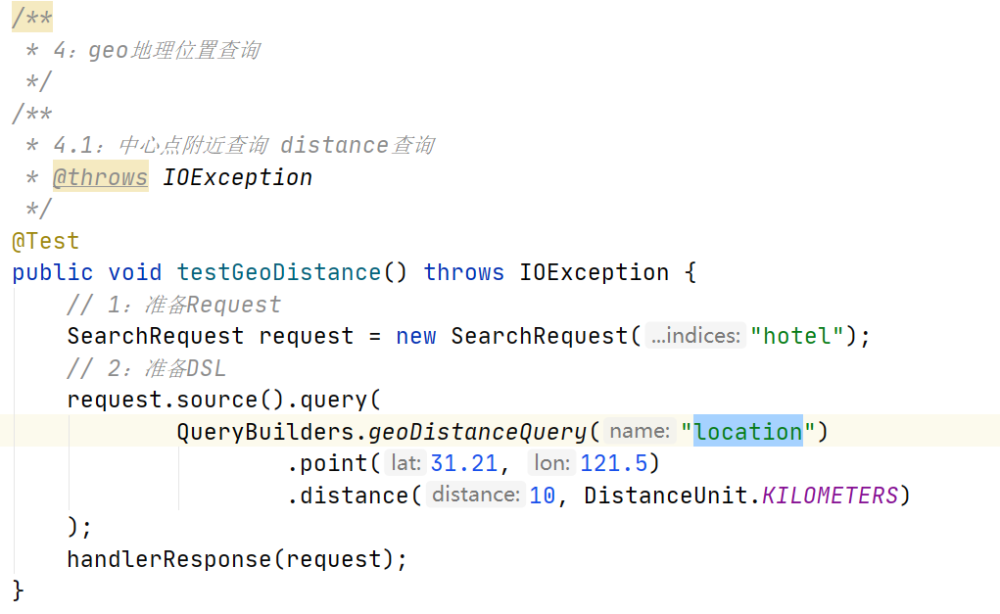 /**
 * 4：geo地理位置查询
 */
/**
 * 4.1：中心点附近查询 distance查询
 * @throws IOException
 */
@Test
public void testGeoDistance() throws IOException {
    // 1：准备Request
    SearchRequest request = new SearchRequest( ...indices: "hotel");
    // 2：准备DSL
    request.source().query(
            QueryBuilders.geoDistanceQuery( name: "location")
                    .point( lat: 31.21, lon: 121.5)
                    .distance( distance: 10, DistanceUnit.KILOMETERS)
    );
    handlerResponse(request);
}